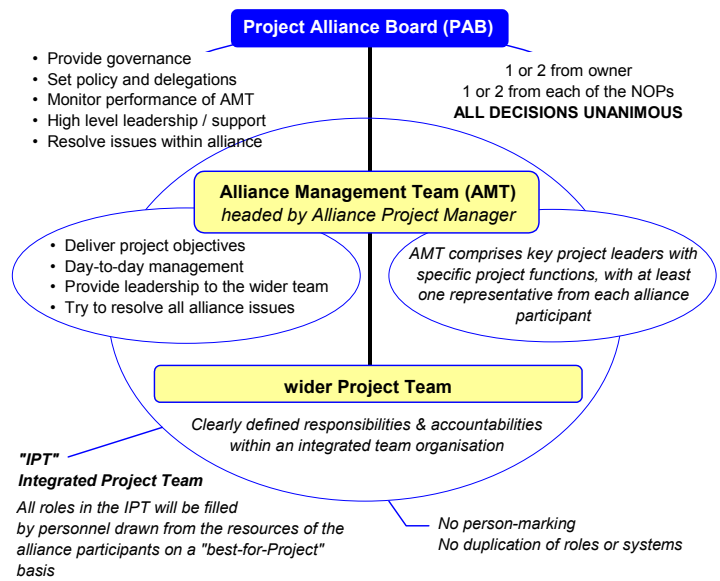 Project Alliance Board (PAB)
• Provide governance
• Set policy and delegations
• Monitor performance of AMT
• High level leadership / support
• Resolve issues within alliance
1 or 2 from owner
1 or 2 from each of the NOPs
ALL DECISIONS UNANIMOUS
Alliance Management Team (AMT)
headed by Alliance Project Manager
• Deliver project objectives
• Day-to-day management
• Provide leadership to the wider team
• Try to resolve all alliance issues
AMT comprises key project leaders with
specific project functions, with at least
one representative from each alliance
participant
wider Project Team
Clearly defined responsibilities & accountabilities
within an integrated team organisation
"IPT"
Integrated Project Team
All roles in the IPT will be filled
by personnel drawn from the resources of the
alliance participants on a "best-for-Project"
basis
No person-marking
No duplication of roles or systems